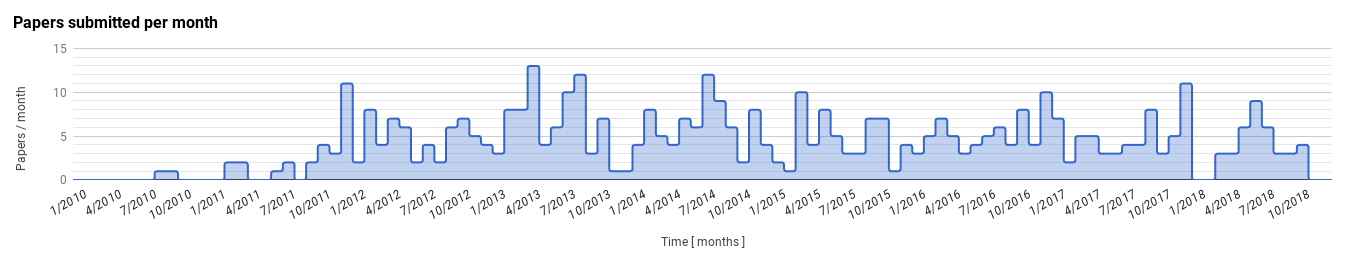 Papers submitted per month
15
10
5
0
Papers / month
1/2010 4/2010 7/2010 10/2010 1/2011 4/2011 7/2011 10/2011 1/2012 4/2012 7/2012 10/2012 1/2013 4/2013 7/2013 10/2013 1/2014 4/2014 7/2014 10/2014 1/2015 4/2015 7/2015 10/2015 1/2016 4/2016 7/2016 10/2016 1/2017 4/2017 7/2017 10/2017 1/2018 4/2018 7/2018 10/2018
Time [ months ]